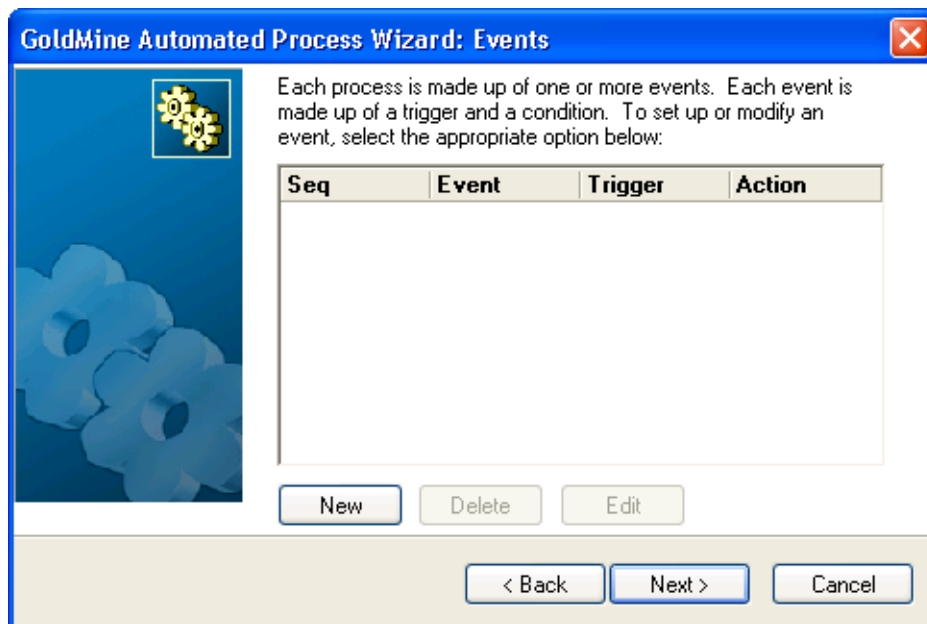 GoldMine Automated Process Wizard: Events
Each process is made up of one or more events. Each event is
made up of a trigger and a condition. To set up or modify an
event, select the appropriate option below:
Seq Event Trigger Action
New Delete Edit
< Back Next > Cancel